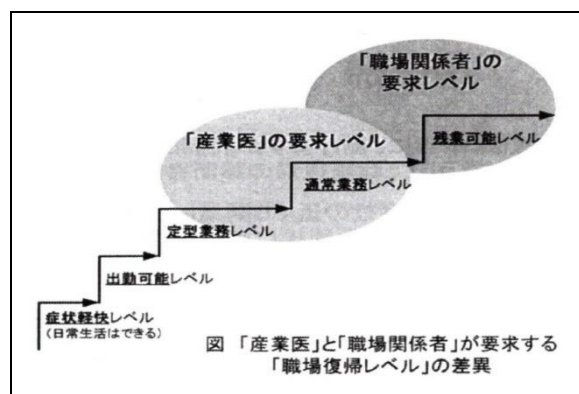 「職場関係者」の
要求レベル
「産業医」の要求レベル
残業可能レベル
通常業務レベル
定型業務レベル
出勤可能レベル
症状軽快レベル
(日常生活はできる)
図 「産業医」と「職場関係者」が要求する
「職場復帰レベル」の差異